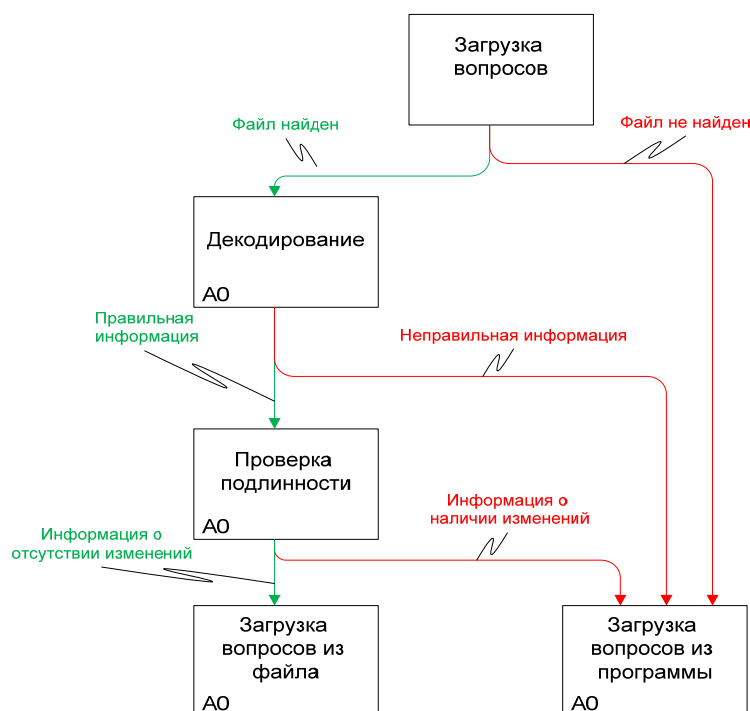 Загрузка
вопросов
Файл найден
Файл не найден
Декодирование
A0
Правильная
информация
Неправильная информация
Проверка
подлинности
A0
Информация о
наличии изменений
Информация о
отсутствии изменений
Загрузка
вопросов из
файла
A0
Загрузка
вопросов из
программы
A0